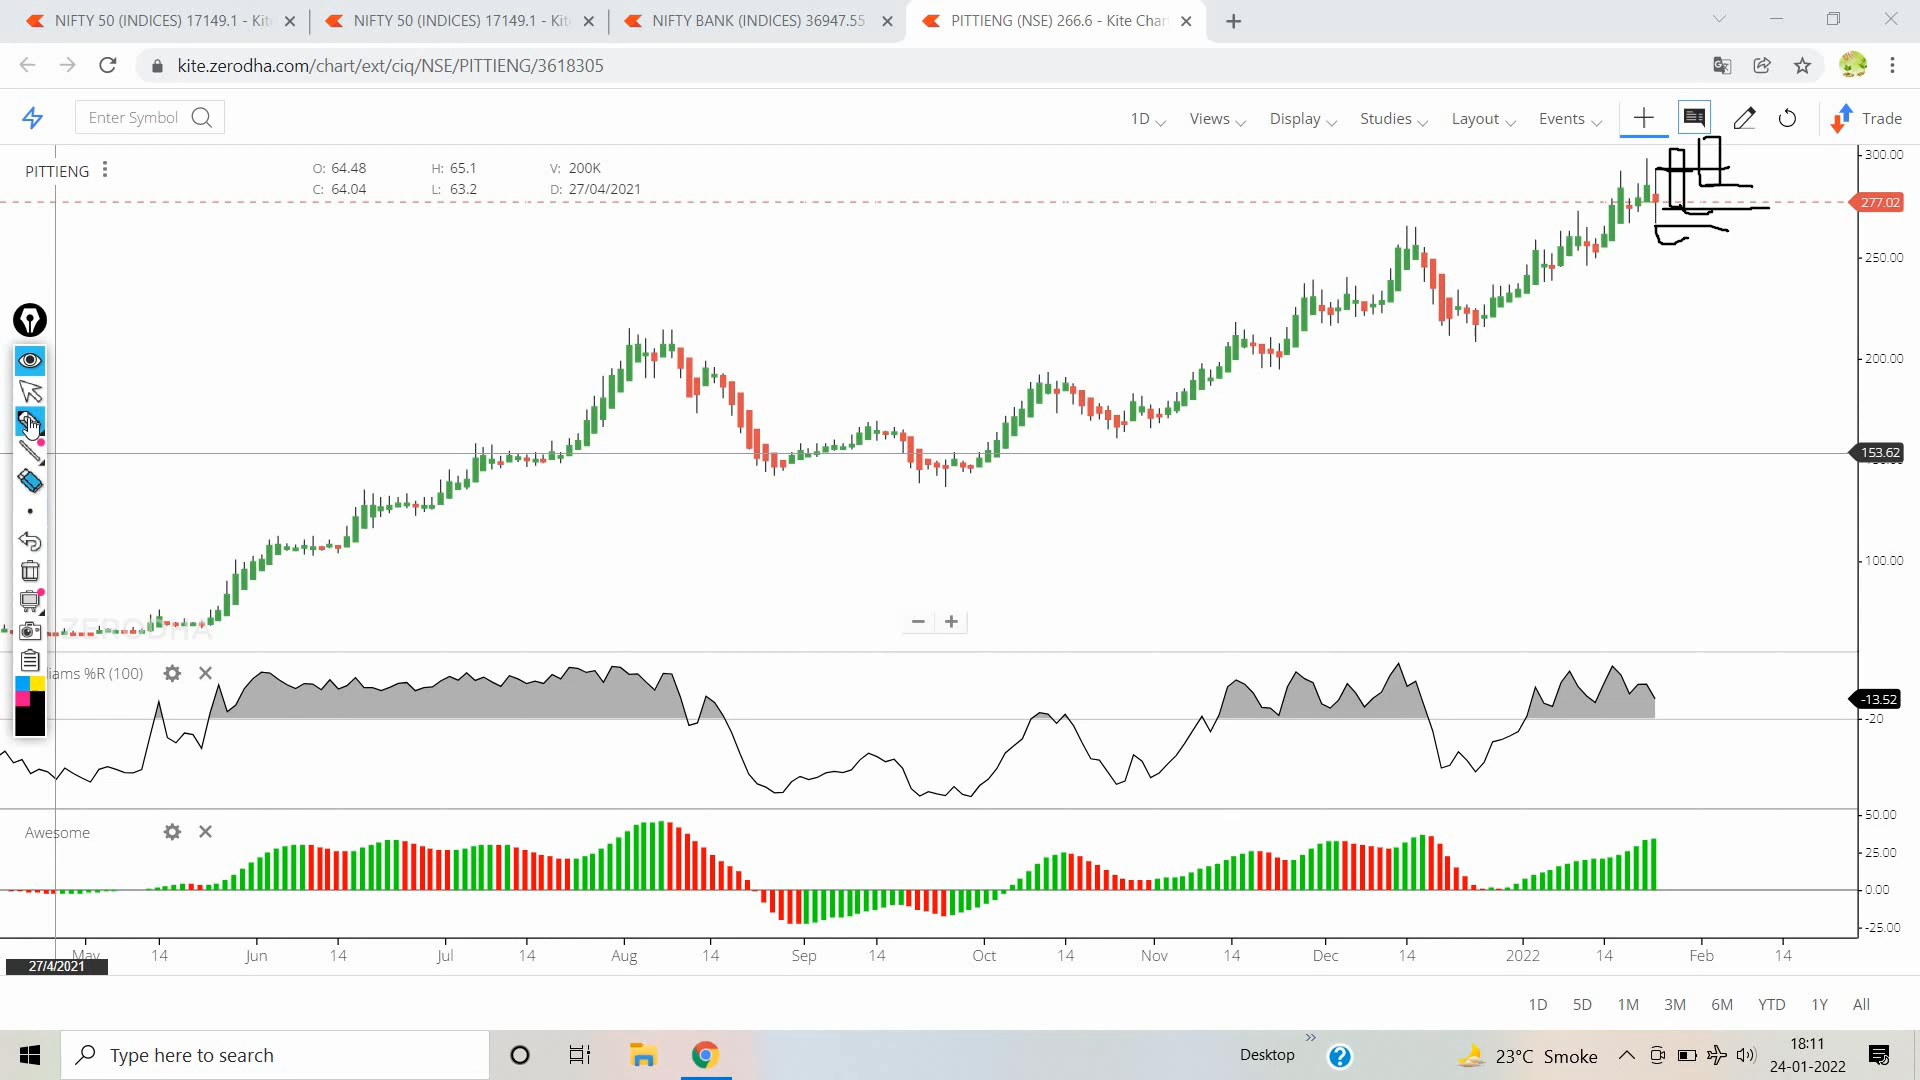 NIFTY 50 (INDICES) 17149.1 - Kite
NIFTY 50 (INDICES) 17149.1 - Kit
NIFTY BANK (INDICES) 36947.55
PITTIENG (NSE) 266.6 - Kite Char
kite.zerodha.com/chart/ext/ciq/NSE/PITTIENG/3618305
Enter Symbol
1D Views Display Studies Layout Events Trade
PITTIENG
O: 64.48 H: 65.1 V: 200K
C: 64.04 L: 63.2 D: 27/04/2021
300.00
277.02
250.00
200.00
153.62
100.00
ZERODHA
iams %R (100)
-13.52
-20
Awesome
50.00
25.00
0.00
-25.00
May 14 Jun 14 Jul 14 Aug 14 Sep 14 Oct 14 Nov 14 Dec 14 2022 14 Feb 14
27/4/2021
1D 5D 1M 3M 6M YTD 1Y All
Type here to search
Desktop
23°C Smoke
18:11
24-01-2022